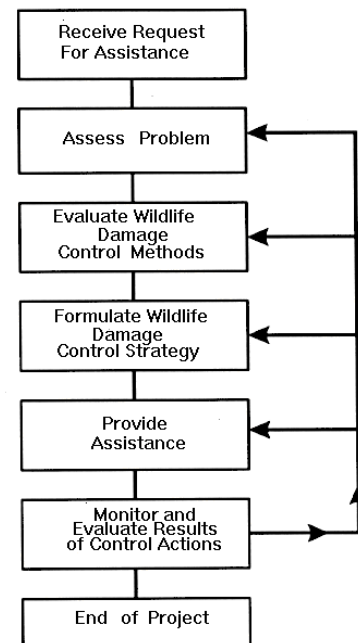 Receive Request
For Assistance
Assess Problem
Evaluate Wildlife
Damage
Control Methods
Formulate Wildlife
Damage
Control Strategy
Provide
Assistance
Monitor and
Evaluate Results
of Control Actions
End of Project